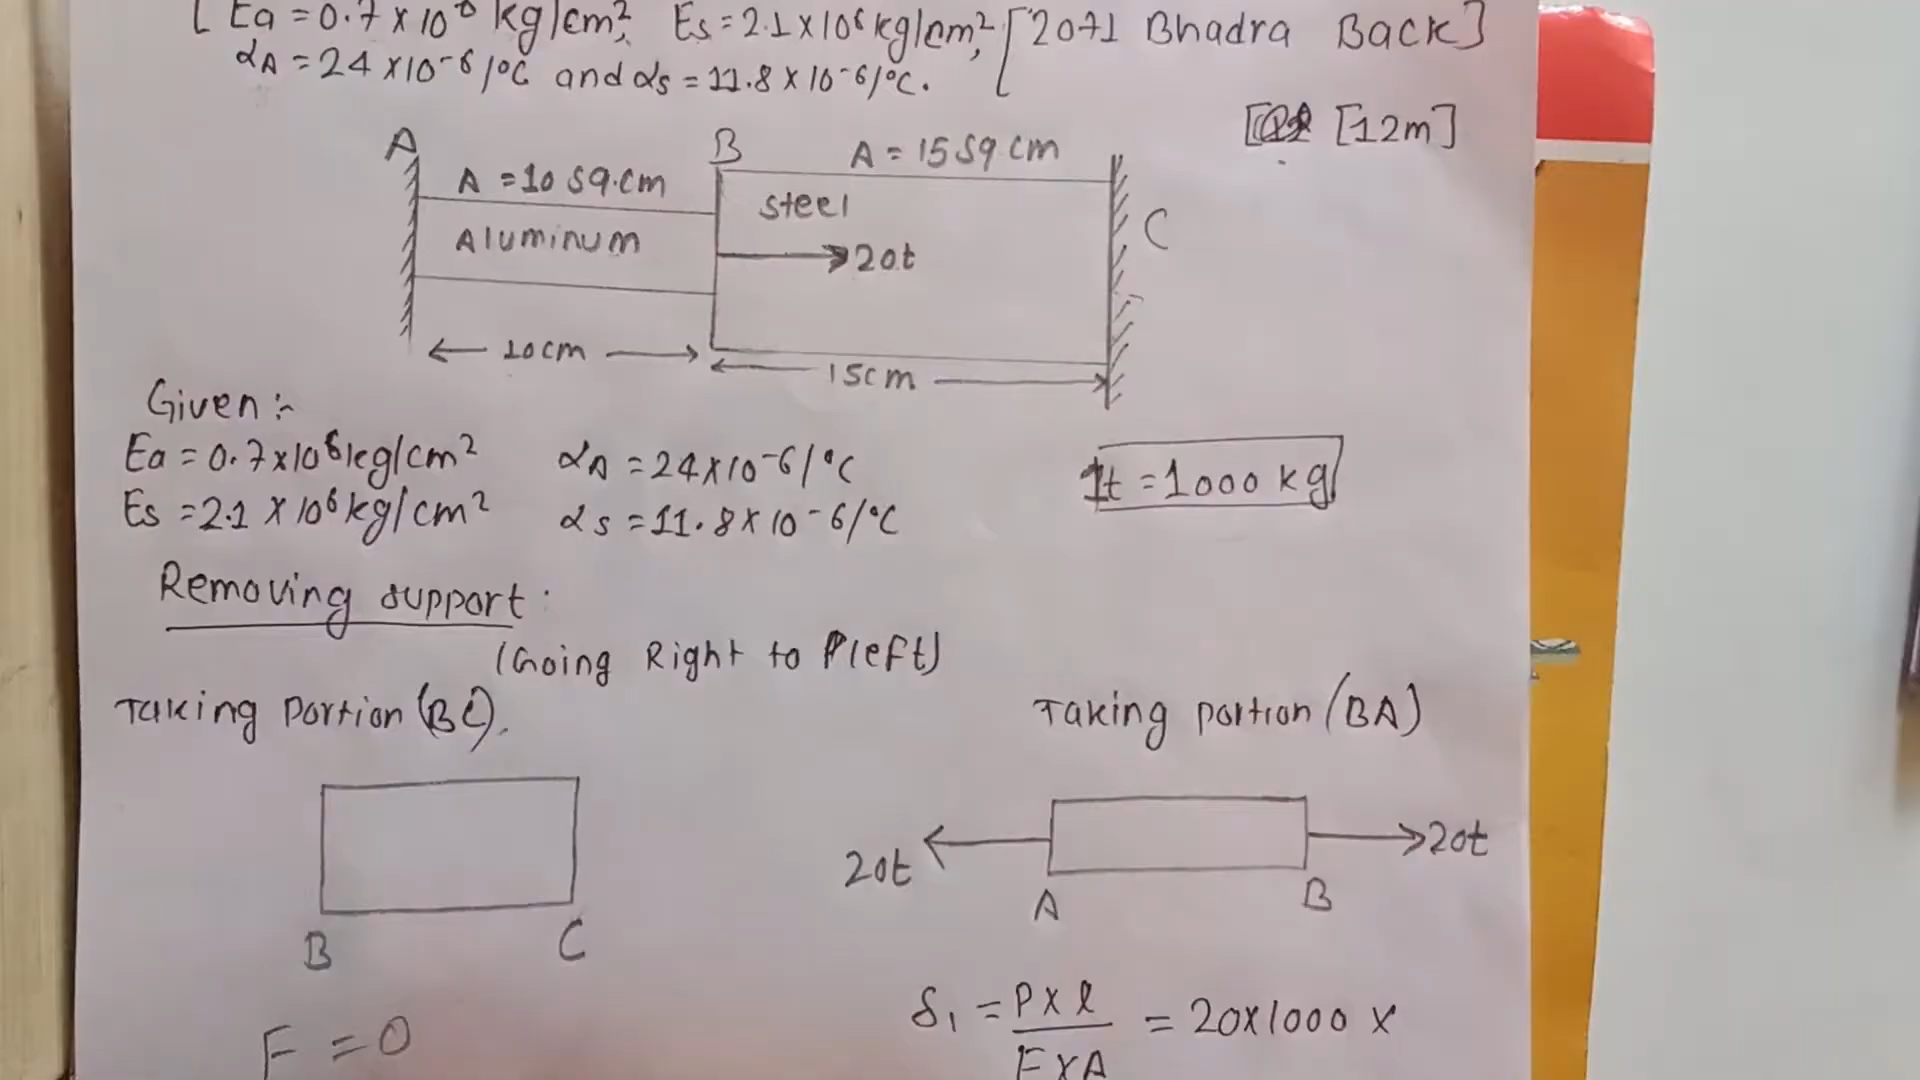 [Ea = 0.7 x 10⁶ kg/cm², Es = 2.1 x 10⁶ kg/cm², [2071 Bhadra Back]
αA = 24 x 10-6/°C and αs = 11.8 x 10-6/°C.
[12m]
A B A = 15 sq.cm
A = 10 sq.cm
steel
Aluminum
C
20t
10cm
15cm
Given :-
Ea = 0.7x10⁶ kg/cm² αA = 24x10-6/°C
1t = 1000 kg
Es = 2.1 x 10⁶ kg/cm² αs = 11.8 x 10-6/°C
Removing support :
(Going Right to left)
Taking portion (BC). Taking portion (BA)
20t 20t
A B
B C
F = 0
δ₁ = P x l / E x A = 20x1000 x